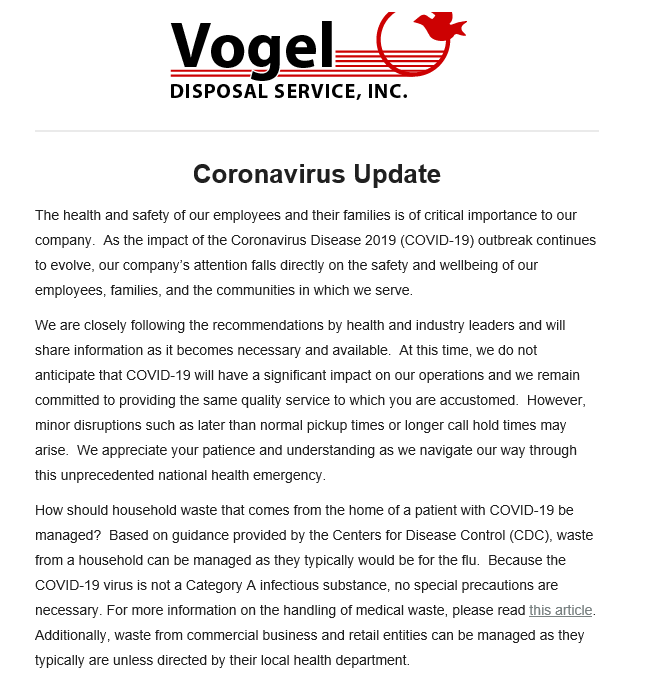 Vogel
DISPOSAL SERVICE, INC.
Coronavirus Update
The health and safety of our employees and their families is of critical importance to our
company.  As the impact of the Coronavirus Disease 2019 (COVID-19) outbreak continues
to evolve, our company's attention falls directly on the safety and wellbeing of our
employees, families, and the communities in which we serve.
We are closely following the recommendations by health and industry leaders and will
share information as it becomes necessary and available.  At this time, we do not
anticipate that COVID-19 will have a significant impact on our operations and we remain
committed to providing the same quality service to which you are accustomed.  However,
minor disruptions such as later than normal pickup times or longer call hold times may
arise.  We appreciate your patience and understanding as we navigate our way through
this unprecedented national health emergency.
How should household waste that comes from the home of a patient with COVID-19 be
managed?  Based on guidance provided by the Centers for Disease Control (CDC), waste
from a household can be managed as they typically would be for the flu.  Because the
COVID-19 virus is not a Category A infectious substance, no special precautions are
necessary. For more information on the handling of medical waste, please read this article.
Additionally, waste from commercial business and retail entities can be managed as they
typically are unless directed by their local health department.